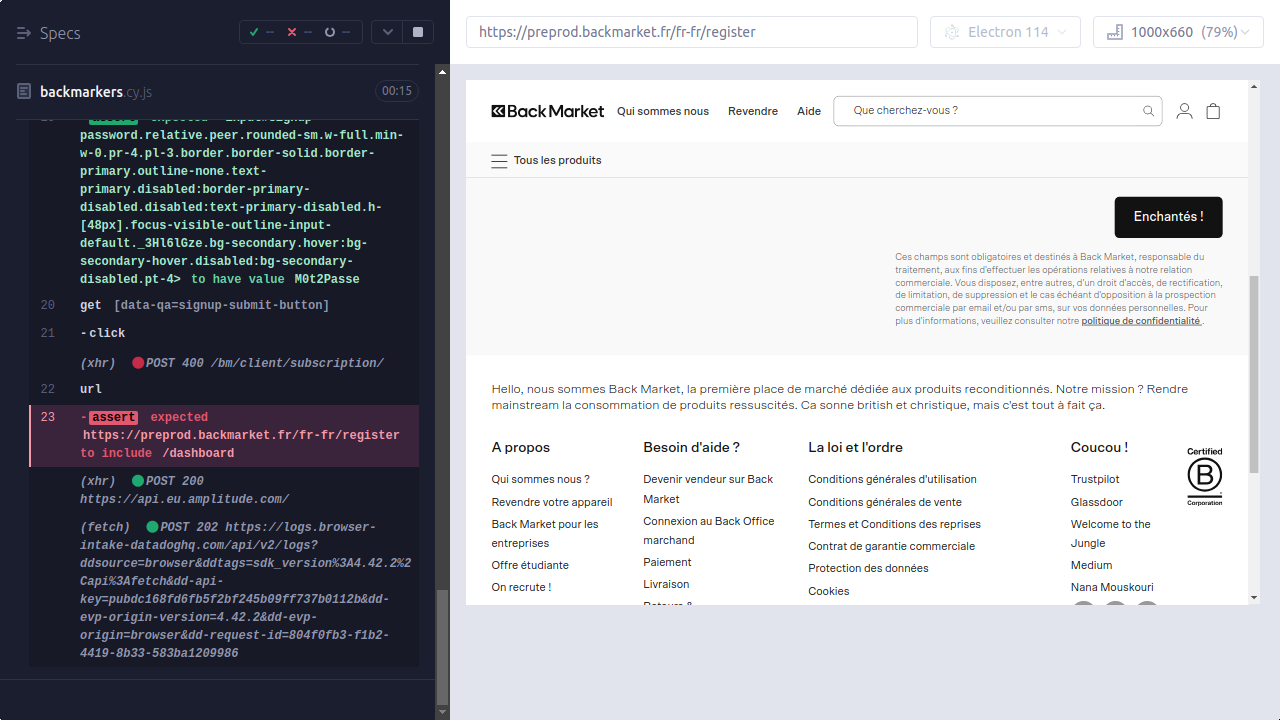 Specs
-- -- --
backmarkers.cy.js
00:15
password.relative.peer.rounded-sm.w-full.min-
w-0.pr-4.pl-3.border.border-solid.border-
primary.outline-none.text-
primary.disabled:border-primary-
disabled.disabled:text-primary-disabled.h-
[48px].focus-visible-outline-input-
default._3Hl6lGze.bg-secondary.hover:bg-
secondary-hover.disabled:bg-secondary-
disabled.pt-4> to have value M0t2Passe
20 get [data-qa=signup-submit-button]
21 -click
(xhr) POST 400 /bm/client/subscription/
22 url
23 -assert expected
https://preprod.backmarket.fr/fr-fr/register
to include /dashboard
(xhr) POST 200
https://api.eu.amplitude.com/
(fetch) POST 202 https://logs.browser-
intake-datadoghq.com/api/v2/logs?
ddsource=browser&ddtags=sdk_version%3A4.42.2%2
Capi%3Afetch&dd-api-
key=pubdc168fd6fb5f2bf245b09ff737b0112b&dd-
evp-origin-version=4.42.2&dd-evp-
origin=browser&dd-request-id=804f0fb3-f1b2-
4419-8b33-583ba1209986
https://preprod.backmarket.fr/fr-fr/register
Electron 114
1000x660 (79%)
Back Market
Qui sommes nous
Revendre
Aide
Que cherchez-vous ?
Tous les produits
Enchantés !
Ces champs sont obligatoires et destinés à Back Market, responsable du
traitement, aux fins d'effectuer les opérations relatives à notre relation
commerciale. Vous disposez, entre autres, d'un droit d'accès, de rectification,
de limitation, de suppression et le cas échéant d'opposition à la prospection
commerciale par email et/ou par sms, sur vos données personnelles. Pour
plus d'informations, veuillez consulter notre politique de confidentialité .
Hello, nous sommes Back Market, la première place de marché dédiée aux produits reconditionnés. Notre mission ? Rendre
mainstream la consommation de produits ressuscités. Ca sonne british et christique, mais c'est tout à fait ça.
A propos
Qui sommes nous ?
Revendre votre appareil
Back Market pour les
entreprises
Offre étudiante
On recrute !
Besoin d'aide ?
Devenir vendeur sur Back
Market
Connexion au Back Office
marchand
Paiement
Livraison
Retours &
La loi et l'ordre
Conditions générales d'utilisation
Conditions générales de vente
Termes et Conditions des reprises
Contrat de garantie commerciale
Protection des données
Cookies
Coucou !
Trustpilot
Glassdoor
Welcome to the
Jungle
Medium
Nana Mouskouri
Certified
B
Corporation